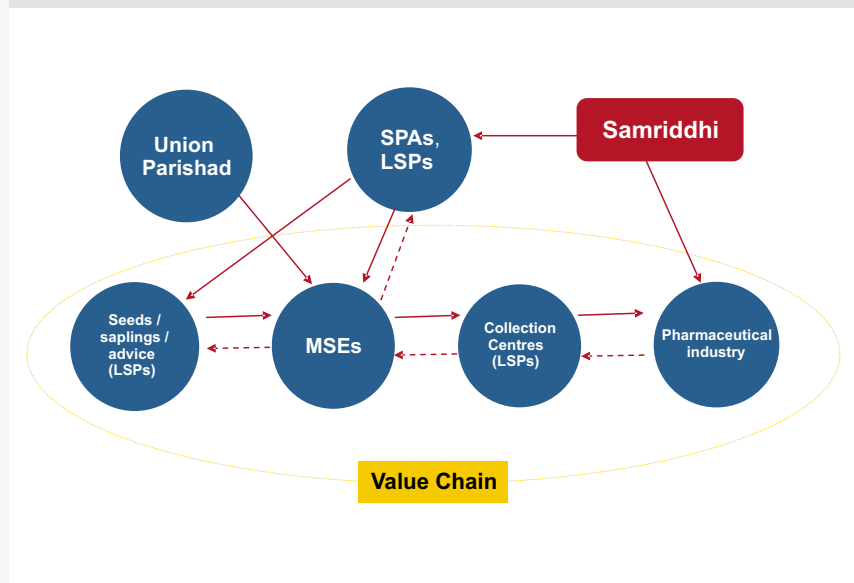 Union
Parishad
SPAs,
LSPs
Samriddhi
Seeds /
saplings /
advice
(LSPs)
MSEs
Collection
Centres
(LSPs)
Pharmaceutical
industry
Value Chain